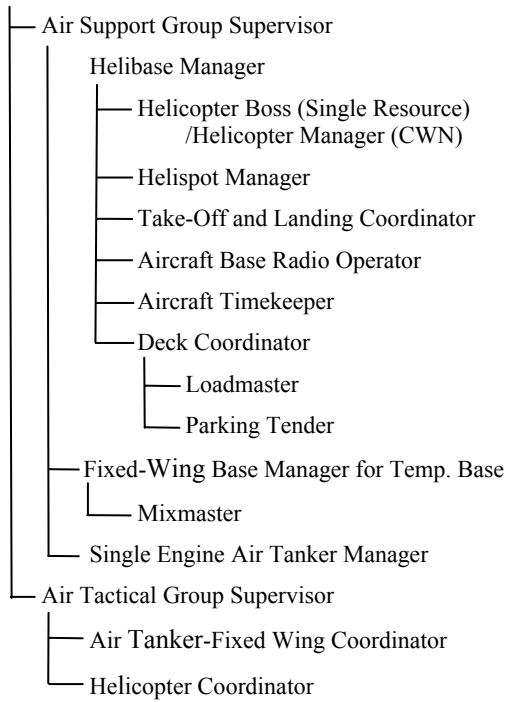 Air Support Group Supervisor
Helibase Manager
Helicopter Boss (Single Resource)
/Helicopter Manager (CWN)
Helispot Manager
Take-Off and Landing Coordinator
Aircraft Base Radio Operator
Aircraft Timekeeper
Deck Coordinator
Loadmaster
Parking Tender
Fixed-Wing Base Manager for Temp. Base
Mixmaster
Single Engine Air Tanker Manager
Air Tactical Group Supervisor
Air Tanker-Fixed Wing Coordinator
Helicopter Coordinator